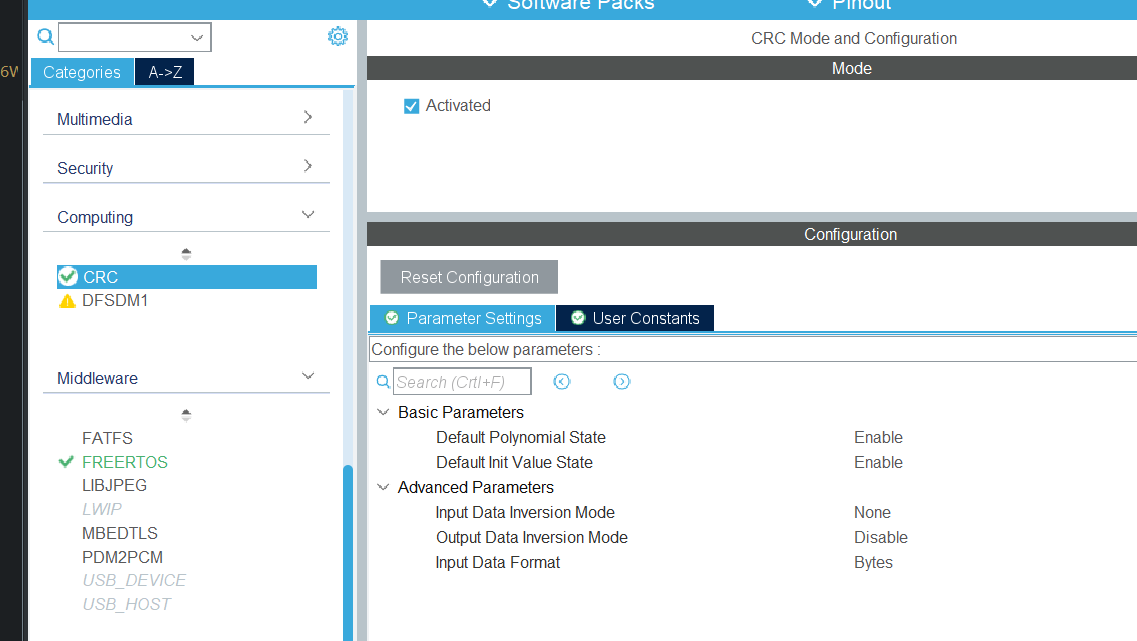 Software Packs
Pinout
6W
CRC Mode and Configuration
Categories
A->Z
Mode
Activated
Multimedia
Security
Computing
CRC
DFSDM1
Middleware
FATFS
FREERTOS
LIBJPEG
LWIP
MBEDTLS
PDM2PCM
USB_DEVICE
USB_HOST
Configuration
Reset Configuration
Parameter Settings
User Constants
Configure the below parameters :
Search (Crtl+F)
Basic Parameters
Default Polynomial State Enable
Default Init Value State Enable
Advanced Parameters
Input Data Inversion Mode None
Output Data Inversion Mode Disable
Input Data Format Bytes